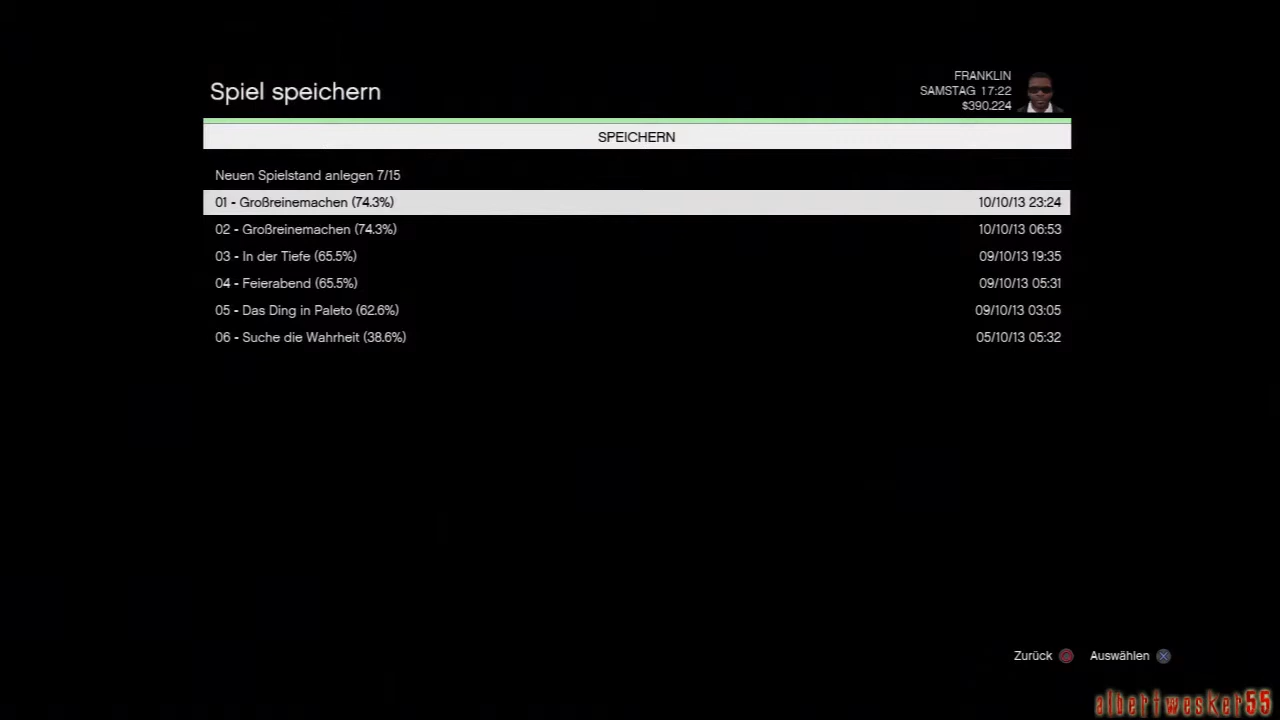 Spiel speichern
FRANKLIN
SAMSTAG 17:22
$390.224
SPEICHERN
Neuen Spielstand anlegen 7/15
01 - Großreinemachen (74.3%) 10/10/13 23:24
02 - Großreinemachen (74.3%) 10/10/13 06:53
03 - In der Tiefe (65.5%) 09/10/13 19:35
04 - Feierabend (65.5%) 09/10/13 05:31
05 - Das Ding in Paleto (62.6%) 09/10/13 03:05
06 - Suche die Wahrheit (38.6%) 05/10/13 05:32
Zurück Auswählen
albertwesker55